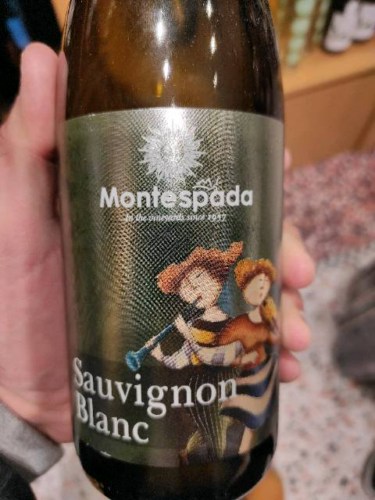 Montespada
In the vineyards since 1937
Sauvignon
Blanc